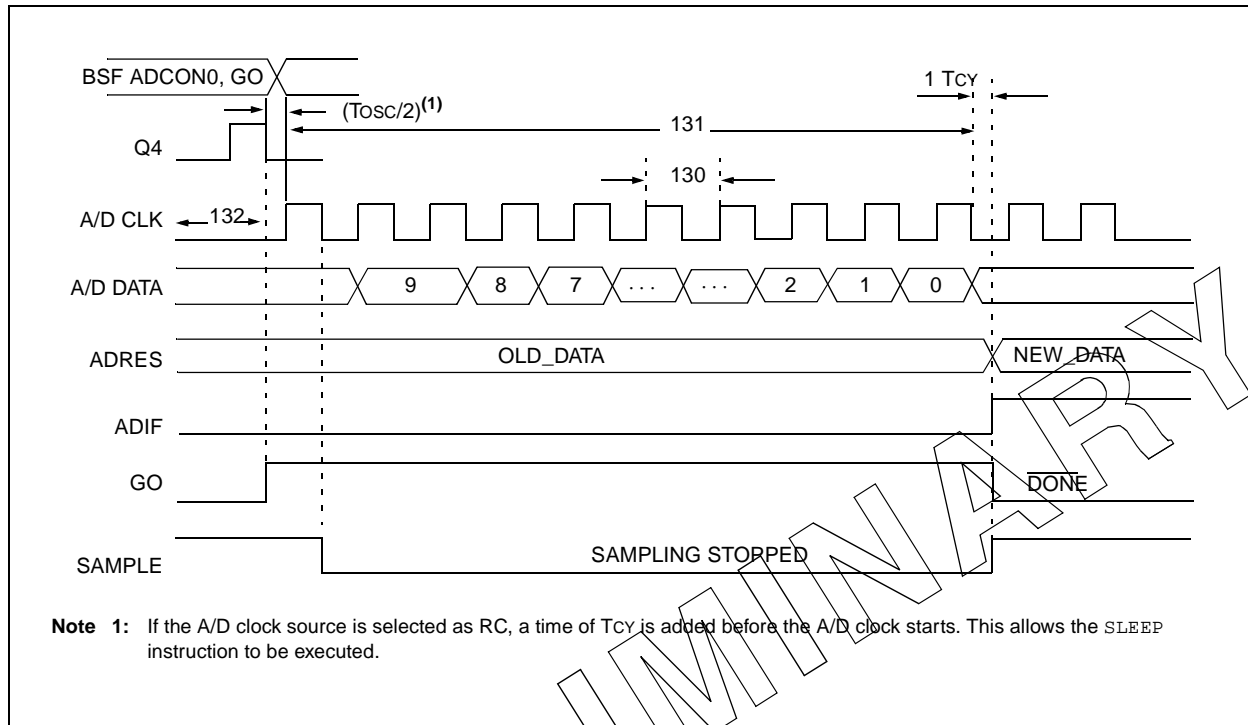 BSF ADCON0, GO
1 TCY
(TOSC/2)(1)
131
Q4
130
A/D CLK
132
A/D DATA
9 8 7 . . . . . . 2 1 0
ADRES
OLD_DATA
NEW_DATA
ADIF
GO
DONE
SAMPLE
SAMPLING STOPPED
Note 1: If the A/D clock source is selected as RC, a time of TCY is added before the A/D clock starts. This allows the SLEEP
instruction to be executed.
IMINARY